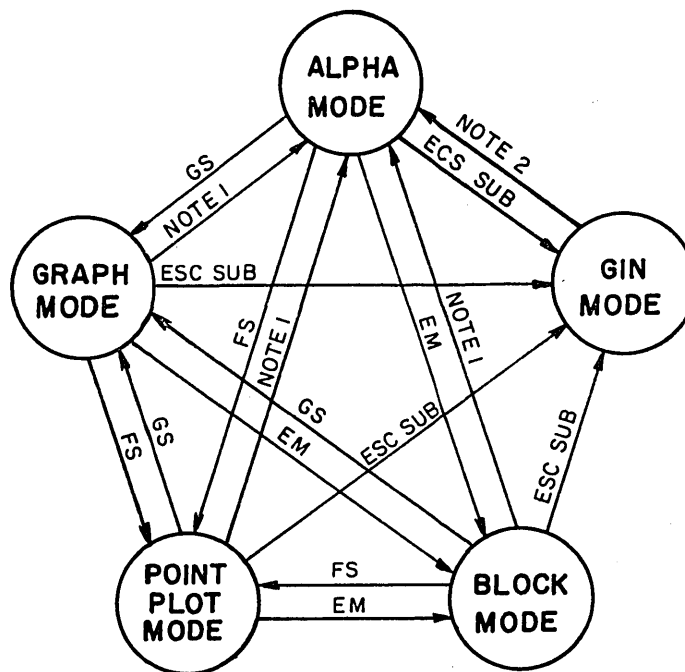 ALPHA
MODE
NOTE 2
ECS SUB
GS
NOTE 1
GRAPH
MODE
ESC SUB
GIN
MODE
FS
NOTE 1
EM
NOTE 1
GS
EM
ESC SUB
FS
GS
ESC SUB
POINT
PLOT
MODE
FS
EM
BLOCK
MODE